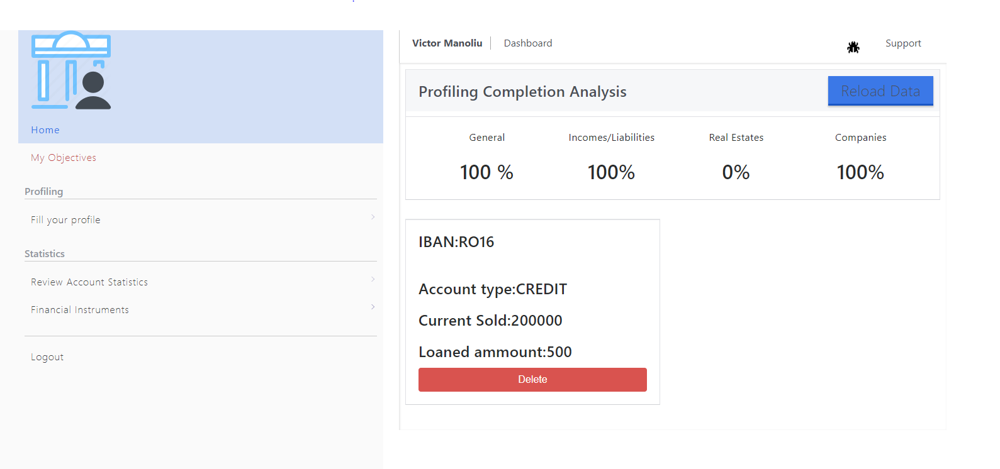 Home
My Objectives
Profiling
Fill your profile
Statistics
Review Account Statistics
Financial Instruments
Logout
Victor Manoliu Dashboard Support
Profiling Completion Analysis Reload Data
General Incomes/Liabilities Real Estates Companies
100 % 100% 0% 100%
IBAN:RO16
Account type:CREDIT
Current Sold:200000
Loaned ammount:500
Delete